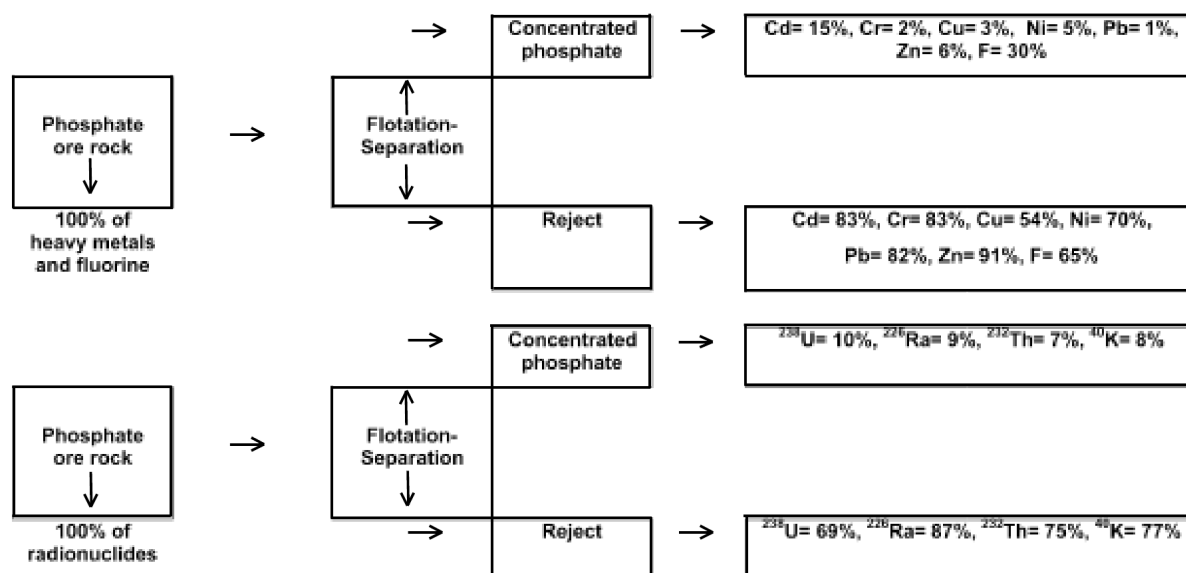 Concentrated
phosphate
Cd= 15%, Cr= 2%, Cu= 3%, Ni= 5%, Pb= 1%,
Zn= 6%, F= 30%
Phosphate
ore rock
Flotation-
Separation
100% of
heavy metals
and fluorine
Reject
Cd= 83%, Cr= 83%, Cu= 54%, Ni= 70%,
Pb= 82%, Zn= 91%, F= 65%
Concentrated
phosphate
²³⁸U= 10%, ²²⁶Ra= 9%, ²³²Th= 7%, ⁴⁰K= 8%
Phosphate
ore rock
Flotation-
Separation
100% of
radionuclides
Reject
²³⁸U= 69%, ²²⁶Ra= 87%, ²³²Th= 75%, ⁴⁰K= 77%